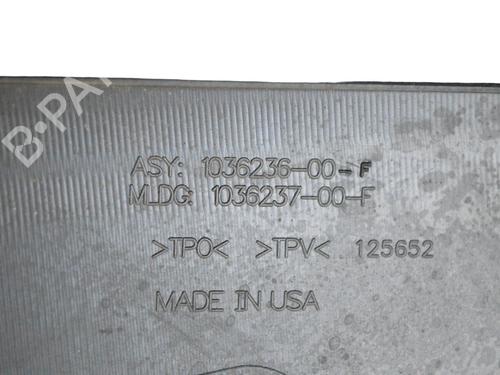 B-PA
ASY: 1036236-00-F
MLDG: 1036237-00-F
>TPO< >TPV< 125652
MADE IN USA